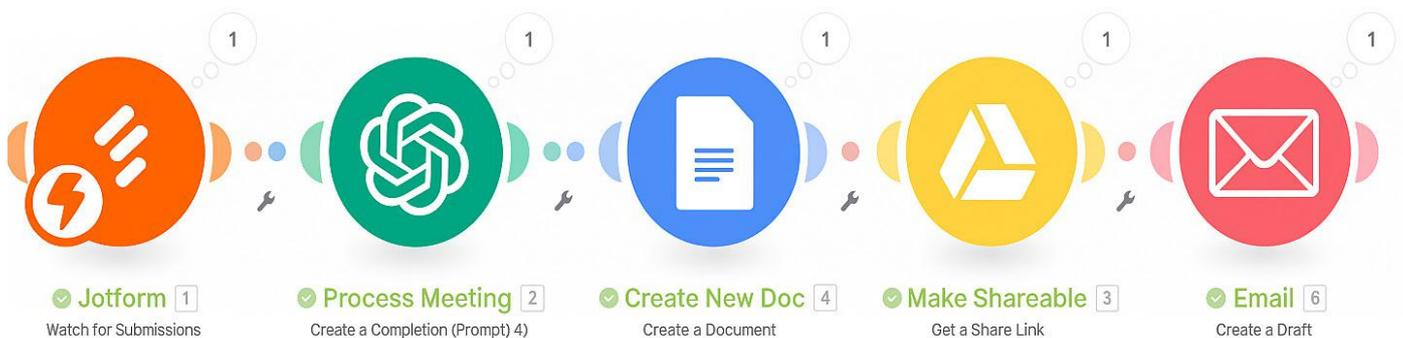 1 1 1 1 1
Jotform 1 Process Meeting 2 Create New Doc 4 Make Shareable 3 Email 6
Watch for Submissions Create a Completion (Prompt) 4) Create a Document Get a Share Link Create a Draft